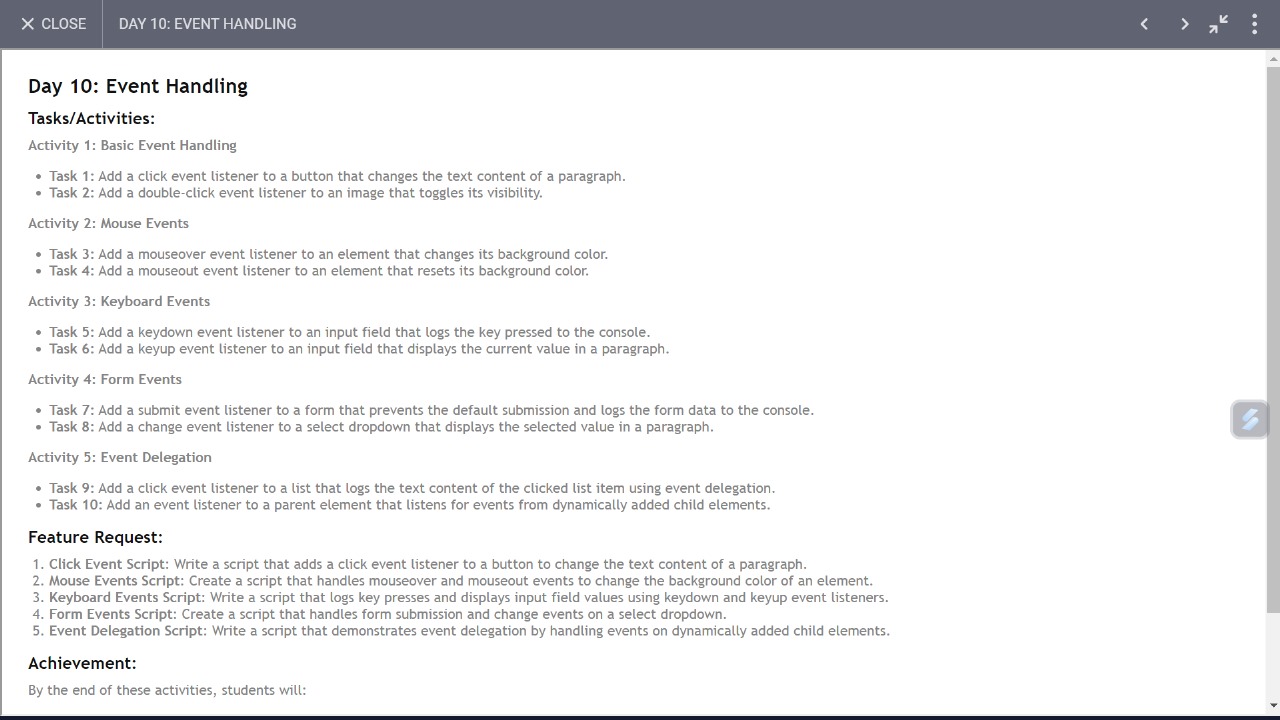 CLOSE DAY 10: EVENT HANDLING
Day 10: Event Handling
Tasks/Activities:
Activity 1: Basic Event Handling
• Task 1: Add a click event listener to a button that changes the text content of a paragraph.
• Task 2: Add a double-click event listener to an image that toggles its visibility.
Activity 2: Mouse Events
• Task 3: Add a mouseover event listener to an element that changes its background color.
• Task 4: Add a mouseout event listener to an element that resets its background color.
Activity 3: Keyboard Events
• Task 5: Add a keydown event listener to an input field that logs the key pressed to the console.
• Task 6: Add a keyup event listener to an input field that displays the current value in a paragraph.
Activity 4: Form Events
• Task 7: Add a submit event listener to a form that prevents the default submission and logs the form data to the console.
• Task 8: Add a change event listener to a select dropdown that displays the selected value in a paragraph.
Activity 5: Event Delegation
• Task 9: Add a click event listener to a list that logs the text content of the clicked list item using event delegation.
• Task 10: Add an event listener to a parent element that listens for events from dynamically added child elements.
Feature Request:
1. Click Event Script: Write a script that adds a click event listener to a button to change the text content of a paragraph.
2. Mouse Events Script: Create a script that handles mouseover and mouseout events to change the background color of an element.
3. Keyboard Events Script: Write a script that logs key presses and displays input field values using keydown and keyup event listeners.
4. Form Events Script: Create a script that handles form submission and change events on a select dropdown.
5. Event Delegation Script: Write a script that demonstrates event delegation by handling events on dynamically added child elements.
Achievement:
By the end of these activities, students will: